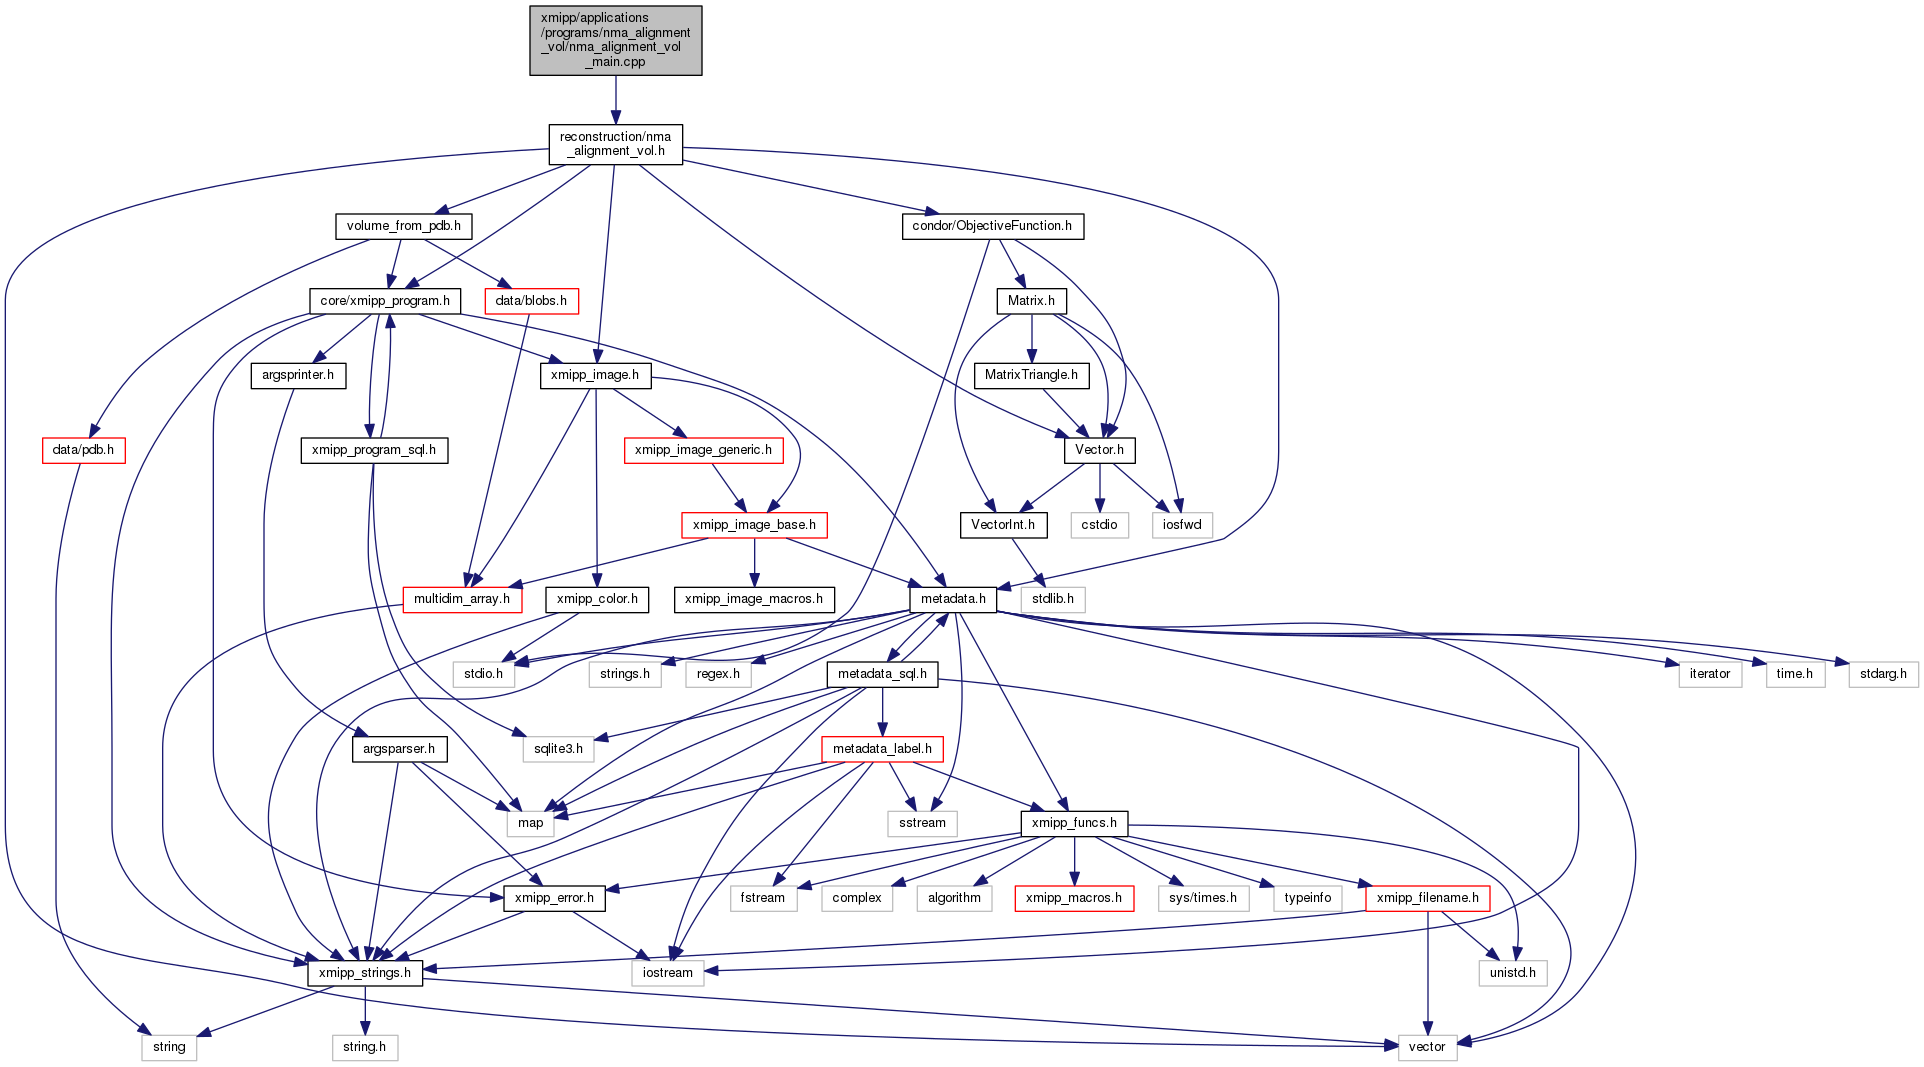 xmipp/applications
/programs/nma_alignment
_vol/nma_alignment_vol
_main.cpp
reconstruction/nma
_alignment_vol.h
volume_from_pdb.h
condor/ObjectiveFunction.h
core/xmipp_program.h
data/blobs.h
Matrix.h
argsprinter.h
xmipp_image.h
MatrixTriangle.h
data/pdb.h
xmipp_program_sql.h
xmipp_image_generic.h
Vector.h
xmipp_image_base.h
VectorInt.h
cstdio
iosfwd
multidim_array.h
xmipp_color.h
xmipp_image_macros.h
metadata.h
stdlib.h
stdio.h
strings.h
regex.h
metadata_sql.h
iterator
time.h
stdarg.h
argsparser.h
sqlite3.h
metadata_label.h
map
sstream
xmipp_funcs.h
xmipp_error.h
fstream
complex
algorithm
xmipp_macros.h
sys/times.h
typeinfo
xmipp_filename.h
xmipp_strings.h
iostream
unistd.h
string
string.h
vector